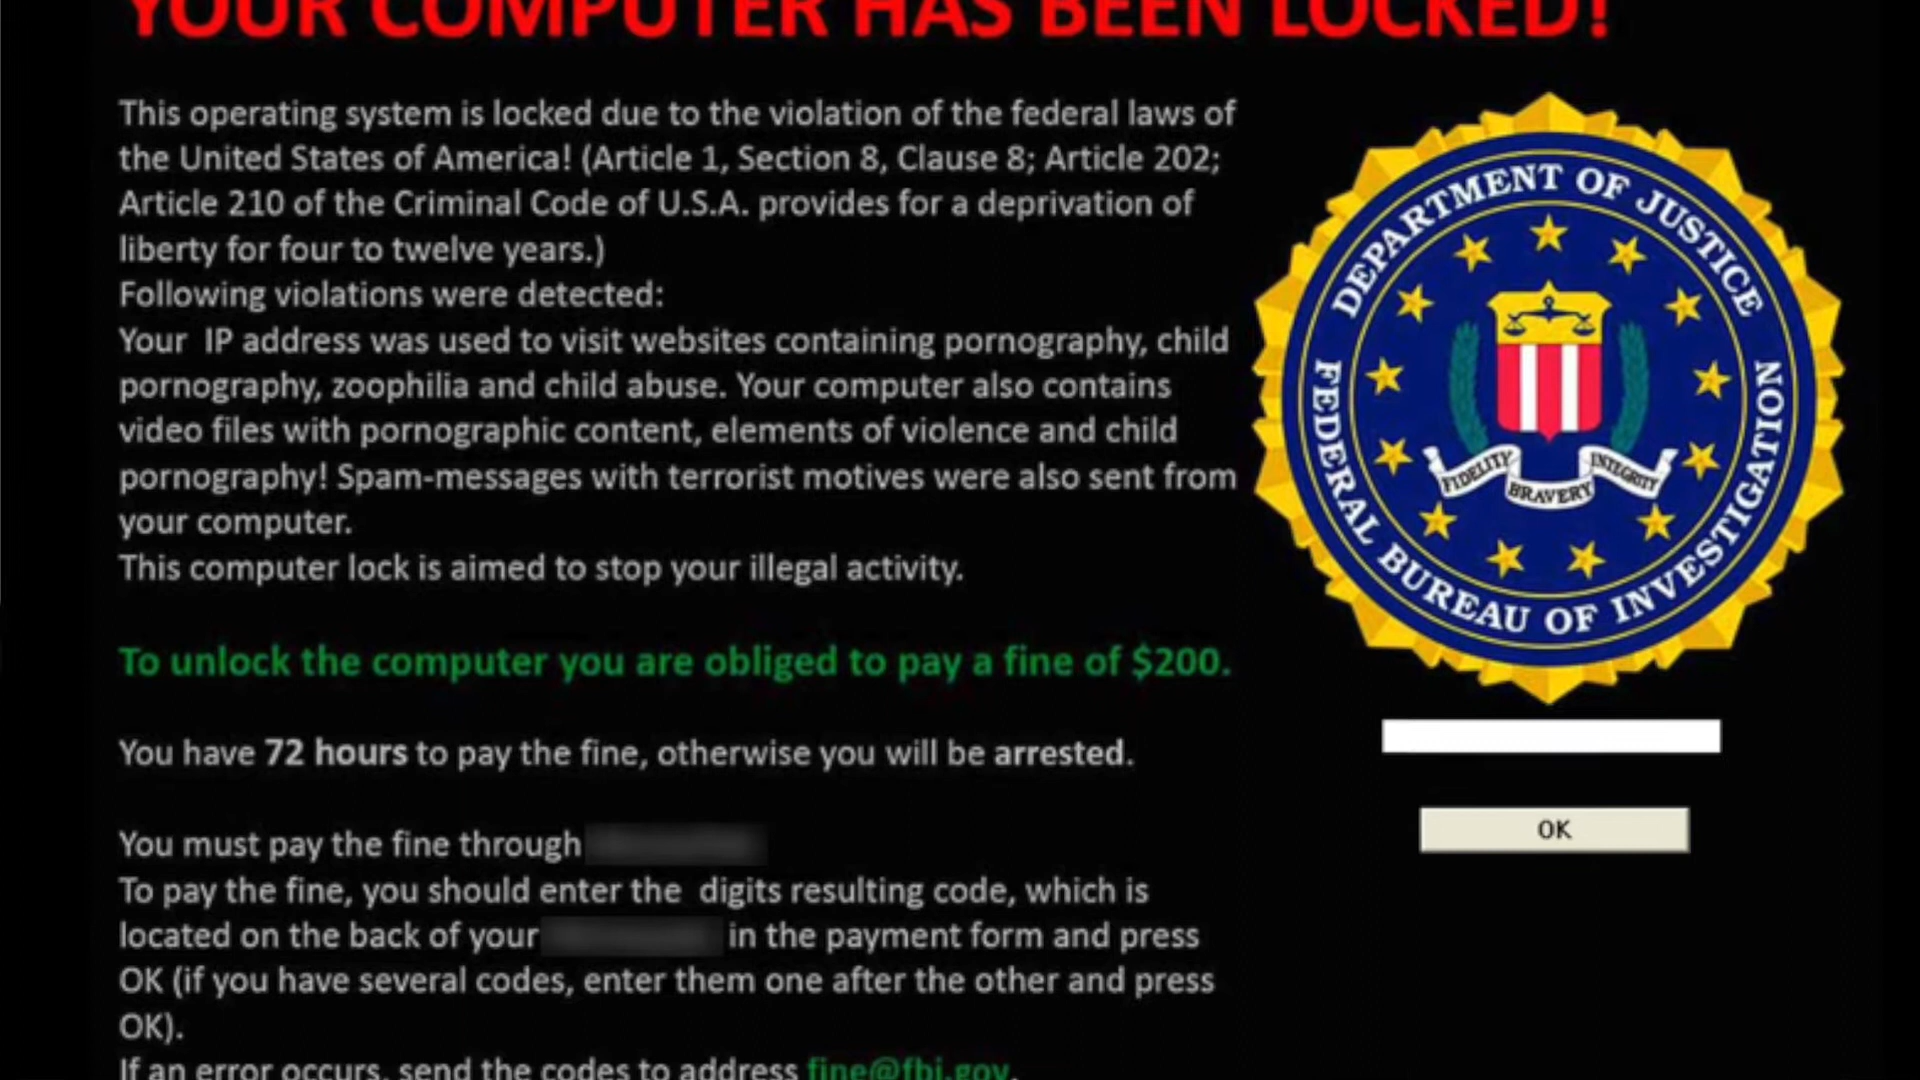 YOUR COMPUTER HAS BEEN LOCKED!
This operating system is locked due to the violation of the federal laws of
the United States of America! (Article 1, Section 8, Clause 8; Article 202;
Article 210 of the Criminal Code of U.S.A. provides for a deprivation of
liberty for four to twelve years.)
Following violations were detected:
Your IP address was used to visit websites containing pornography, child
pornography, zoophilia and child abuse. Your computer also contains
video files with pornographic content, elements of violence and child
pornography! Spam-messages with terrorist motives were also sent from
your computer.
This computer lock is aimed to stop your illegal activity.
To unlock the computer you are obliged to pay a fine of $200.
You have 72 hours to pay the fine, otherwise you will be arrested.
You must pay the fine through
To pay the fine, you should enter the digits resulting code, which is
located on the back of your in the payment form and press
OK (if you have several codes, enter them one after the other and press
OK).
If an error occurs, send the codes to address fine@fbi.gov.
DEPARTMENT OF JUSTICE
FIDELITY
BRAVERY
INTEGRITY
FEDERAL BUREAU OF INVESTIGATION
OK